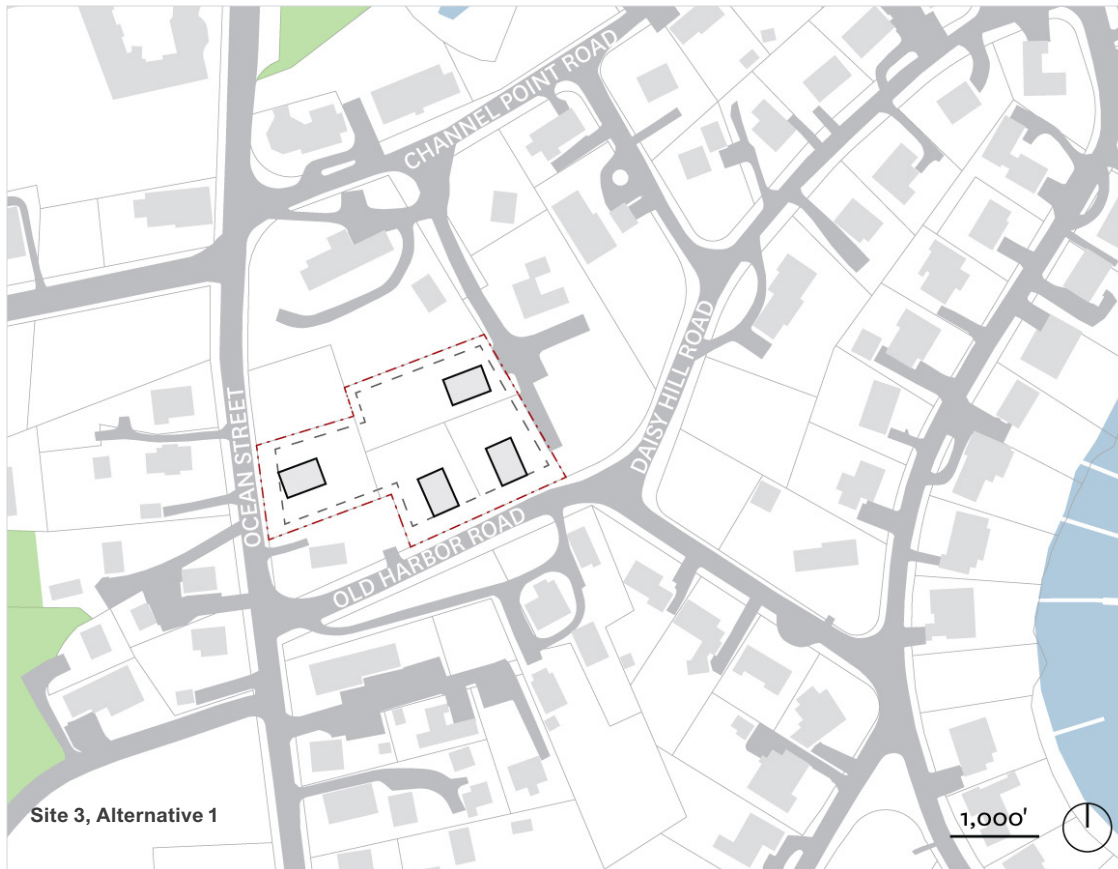 CHANNEL POINT ROAD
OCEAN STREET
DAISY HILL ROAD
OLD HARBOR ROAD
Site 3, Alternative 1
1,000'